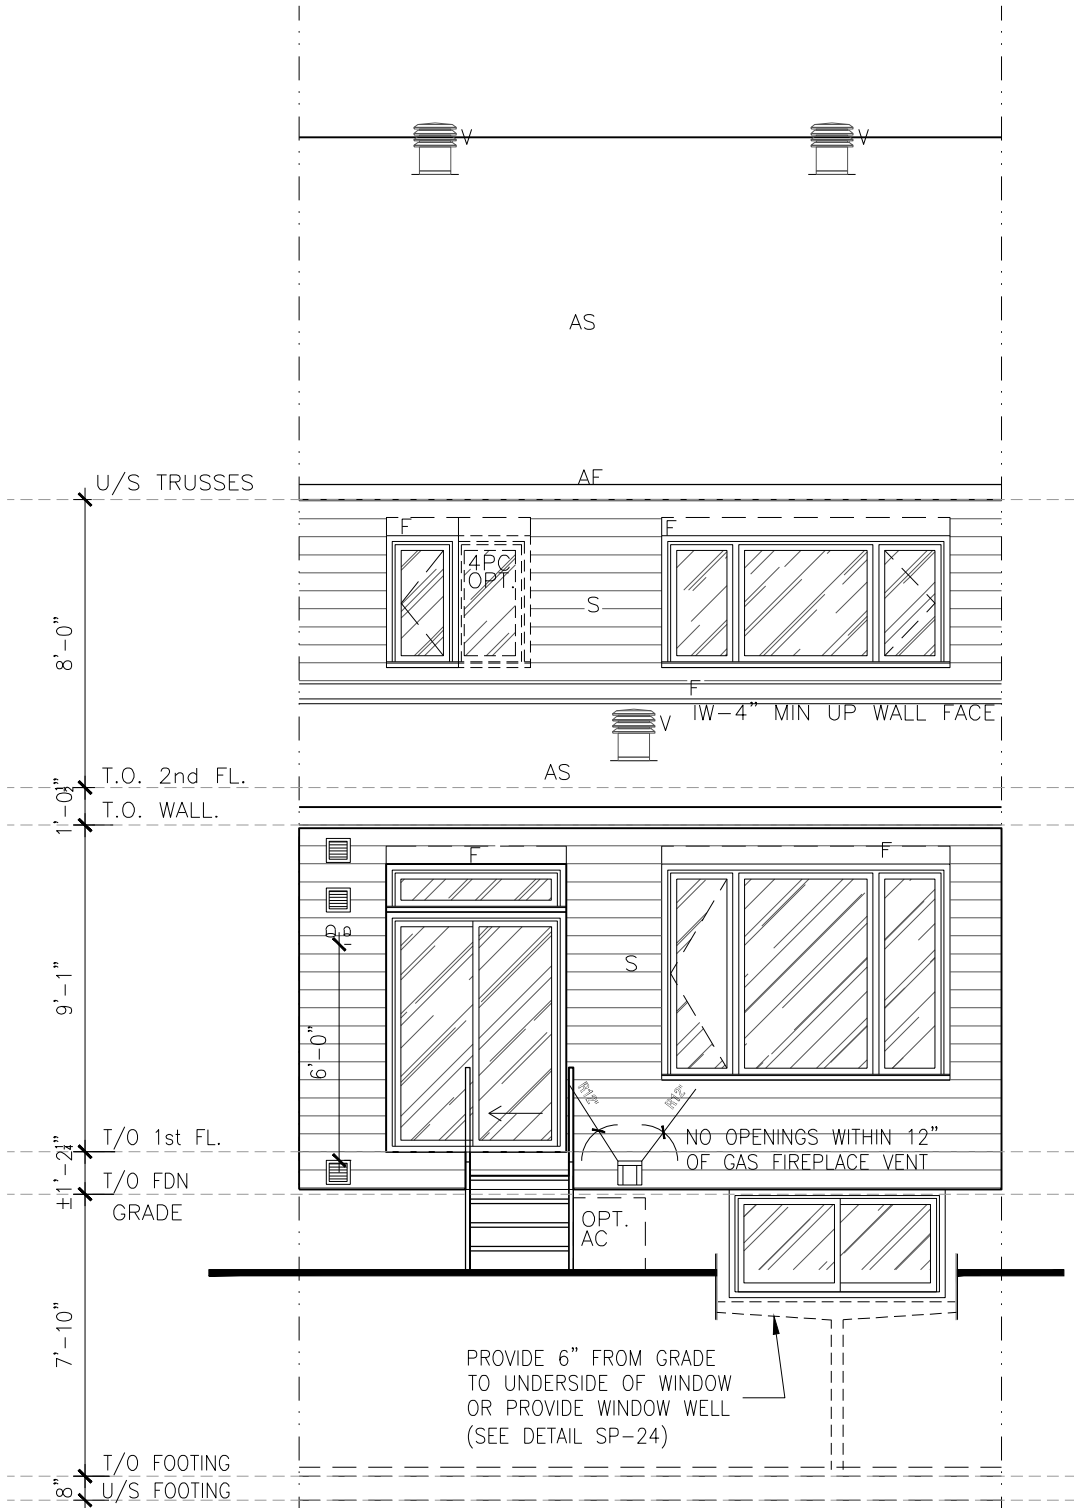 V
V
AS
AF
U/S TRUSSES
F
F
4PC
OPT.
S
8'-0"
F
IW-4" MIN UP WALL FACE
V
AS
T.O. 2nd FL.
1'-0½"
T.O. WALL.
F
F
D
S
9'-1"
6'-0"
R12"
R12"
T/O 1st FL.
NO OPENINGS WITHIN 12"
OF GAS FIREPLACE VENT
±1'-2¼"
T/O FDN
GRADE
OPT.
AC
7'-10"
PROVIDE 6" FROM GRADE
TO UNDERSIDE OF WINDOW
OR PROVIDE WINDOW WELL
(SEE DETAIL SP-24)
T/O FOOTING
8"
U/S FOOTING